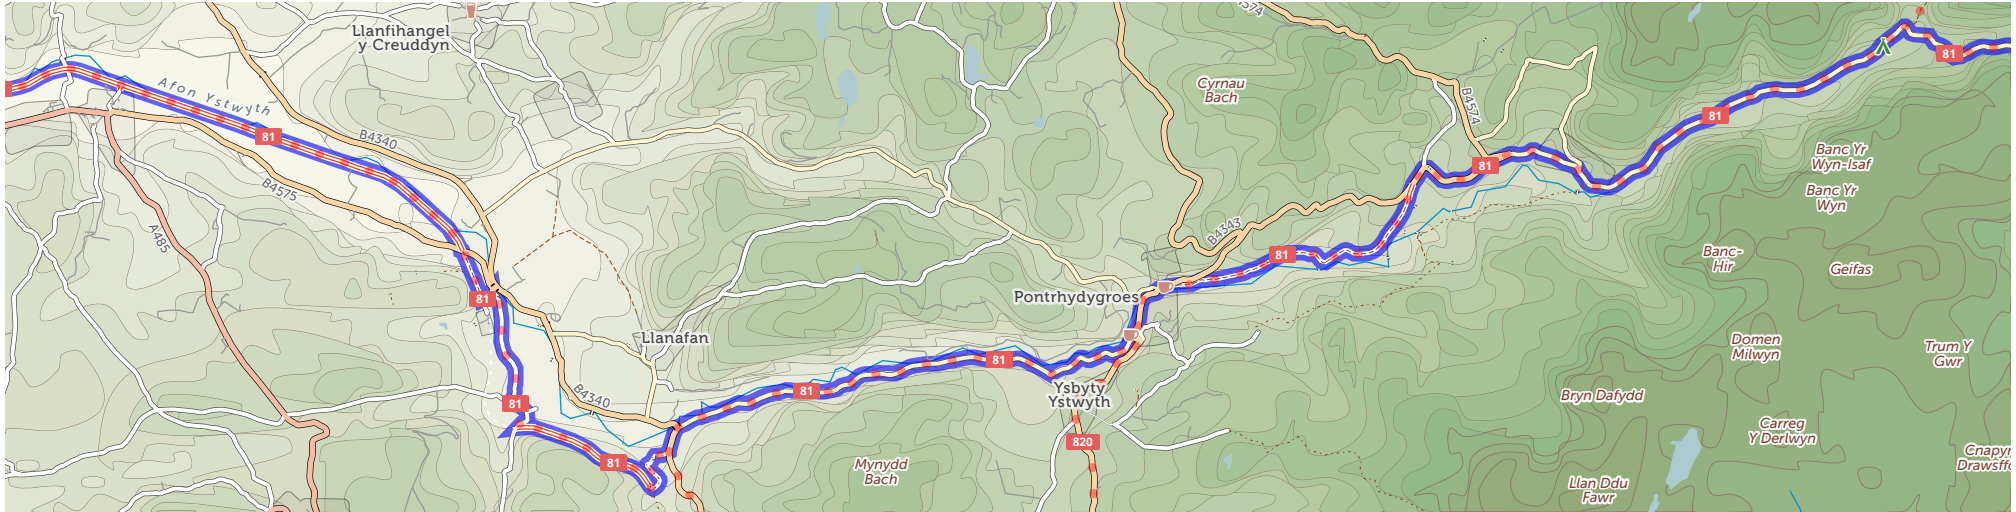 Llanfihangel
y Creuddyn
Afon Ystwyth
81
B4340
B4575
A485
81
81
B4340
81
Llanafan
81
81
Pontrhydygroes
Ysbyty
Ystwyth
820
Mynydd
Bach
B4343
81
Cyrnau
Bach
B4574
81
81
81
Banc Yr
Wyn-Isaf
Banc Yr
Wyn
Banc-
Hir
Geifas
Domen
Milwyn
Trum Y
Gwr
Bryn Dafydd
Carreg
Y Derlwyn
Llan Ddu
Fawr